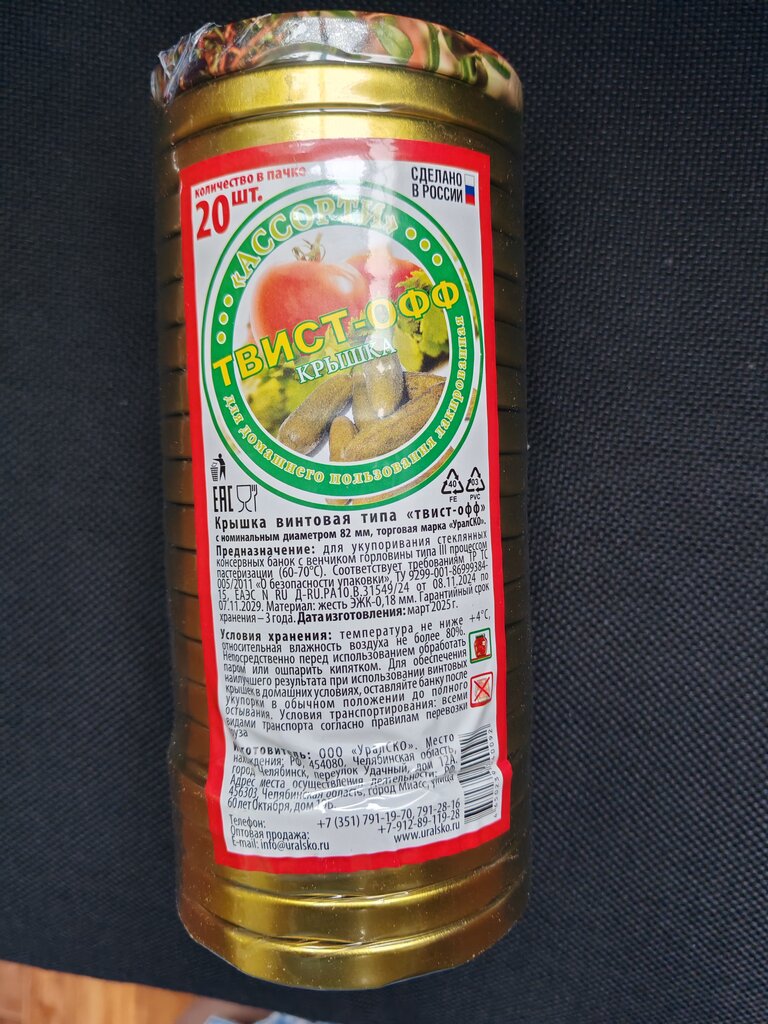 количество в пачке
20 шт.
СДЕЛАНО
В РОССИИ
«АССОРТИ»
ТВИСТ-ОФФ
КРЫШКА
для домашнего пользования лакированная
EAC
40
FE
03
PVC
Крышка винтовая типа «твист-офф»
с номинальным диаметром 82 мм, торговая марка «УралСКО».
Предназначение: для укупоривания стеклянных
консервных банок с венчиком горловины типа III процессом
пастеризации (60-70°С). Соответствует требованиям ТР ТС
005/2011 «О безопасности упаковки», ТУ 9299-001-86999384-
15, ЕАЭС N RU Д-RU.РА10.В.31549/24 от 08.11.2024 по
07.11.2029. Материал: жесть ЭЖК-0,18 мм. Гарантийный срок
хранения – 3 года. Дата изготовления: март 2025 г.
Условия хранения: температура не ниже +4°С,
относительная влажность воздуха не более 80%.
Непосредственно перед использованием обработать
паром или ошпарить кипятком. Для обеспечения
наилучшего результата при использовании винтовых
крышек в домашних условиях, оставляйте банку после
укупорки в обычном положении до полного
остывания. Условия транспортирования: всеми
видами транспорта согласно правилам перевозки
груза
Изготовитель: ООО «УралСКО». Место
нахождения: РФ, 454080, Челябинская область,
город Челябинск, переулок Удачный, дом 12А.
Адрес места осуществления деятельности: РФ
456303, Челябинская область, город Миасс, улица
60 лет Октября, дом
Телефон: +7 (351) 791-19-70, 791-28-16
Оптовая продажа: +7-912-89-119-28
E-mail: info@uralsko.ru www.uralsko.ru